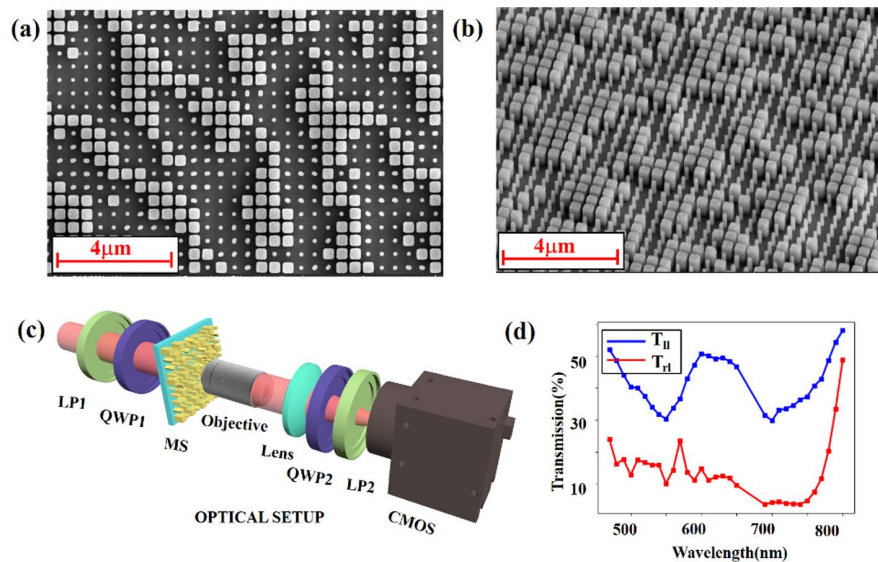 (a)
4μm
(b)
4μm
(c)
LP1
QWP1
MS
Objective
Lens
QWP2
LP2
CMOS
OPTICAL SETUP
(d)
T_ll
T_rl
Transmission(%)
50
30
10
500
600
700
800
Wavelength(nm)